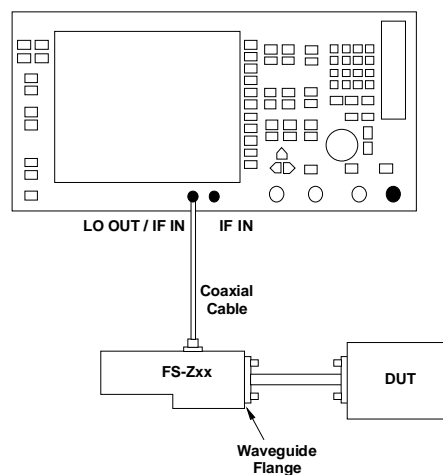 LO OUT / IF IN IF IN
Coaxial
Cable
FS-Zxx
DUT
Waveguide
Flange